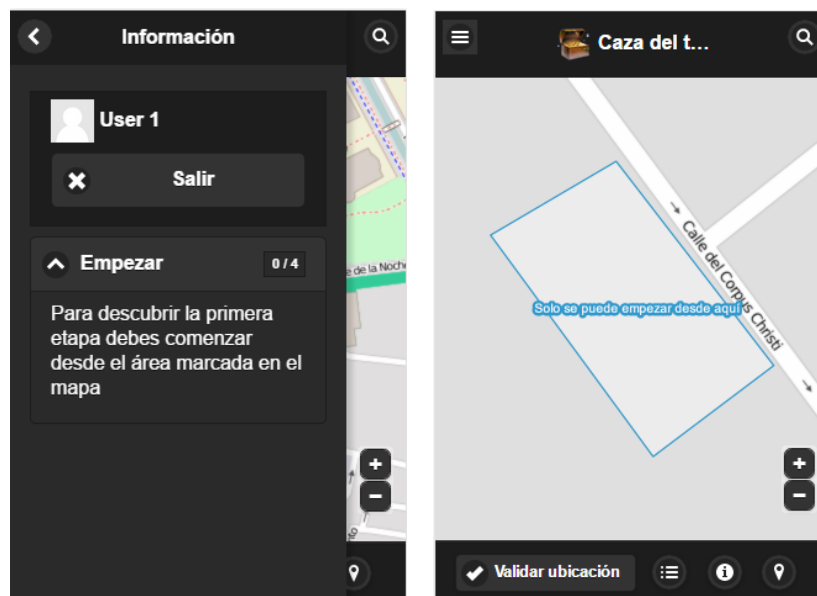 Información
User 1
Salir
Empezar 0/4
Para descubrir la primera
etapa debes comenzar
desde el área marcada en el
mapa
e de la Noch
Caza del t...
Calle del Corpus Christi
Solo se puede empezar desde aquí
Validar ubicación